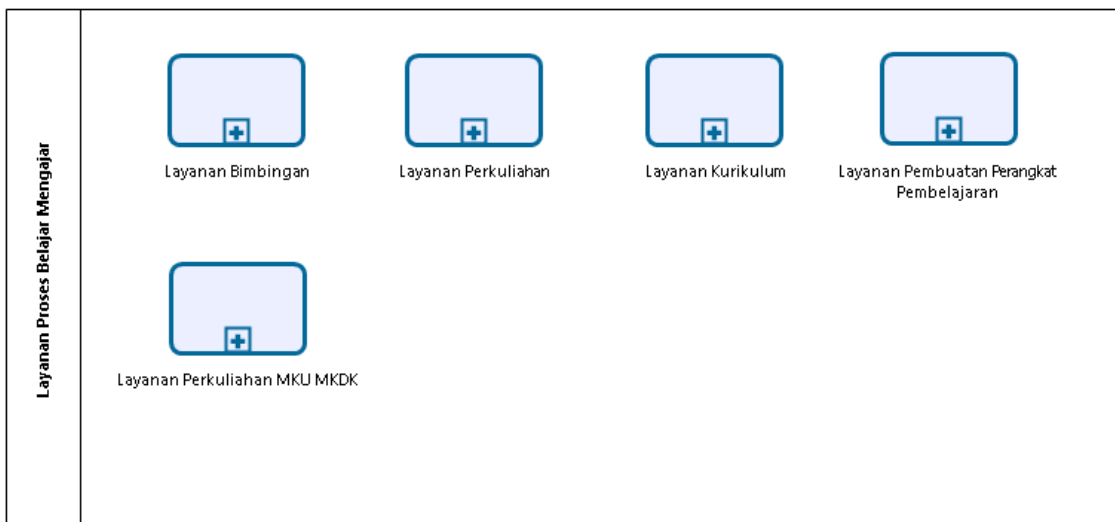 Layanan Proses Belajar Mengajar
Layanan Bimbingan
Layanan Perkuliahan
Layanan Kurikulum
Layanan Pembuatan Perangkat
Pembelajaran
Layanan Perkuliahan MKU MKDK